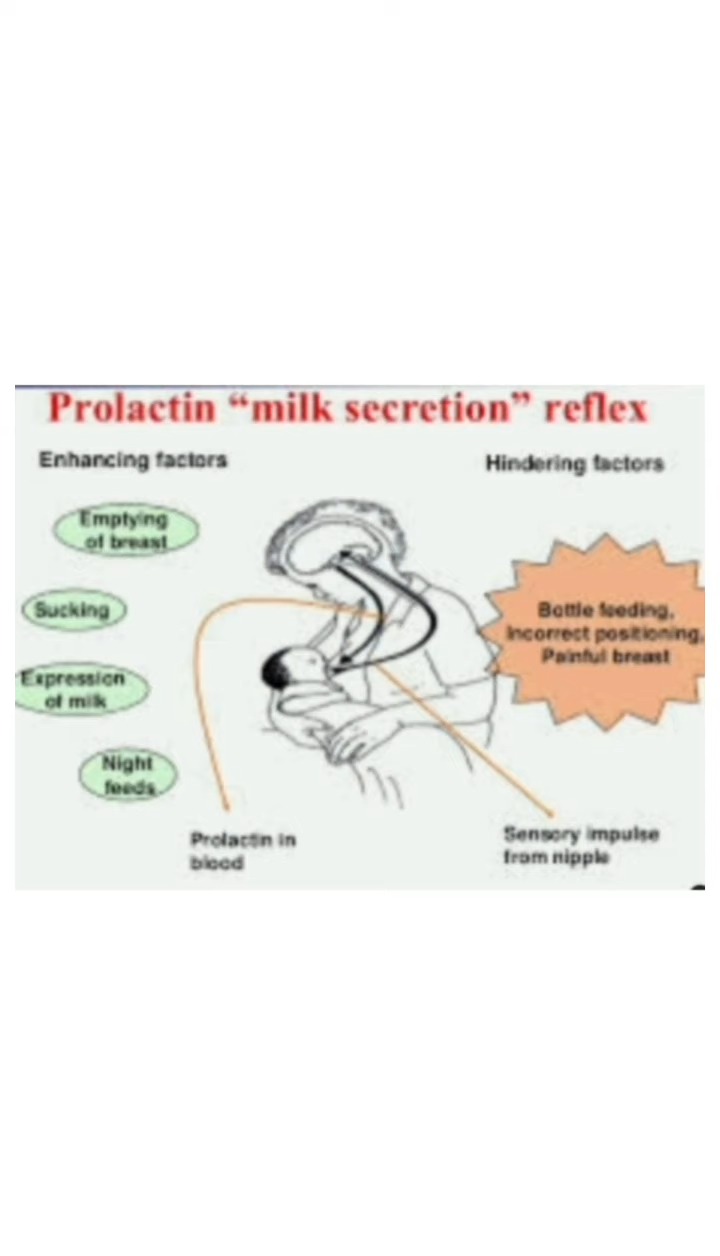 Prolactin “milk secretion” reflex
Enhancing factors
Hindering factors
Emptying
of breast
Sucking
Expression
of milk
Night
feeds
Bottle feeding,
Incorrect positioning,
Painful breast
Prolactin in
blood
Sensory impulse
from nipple